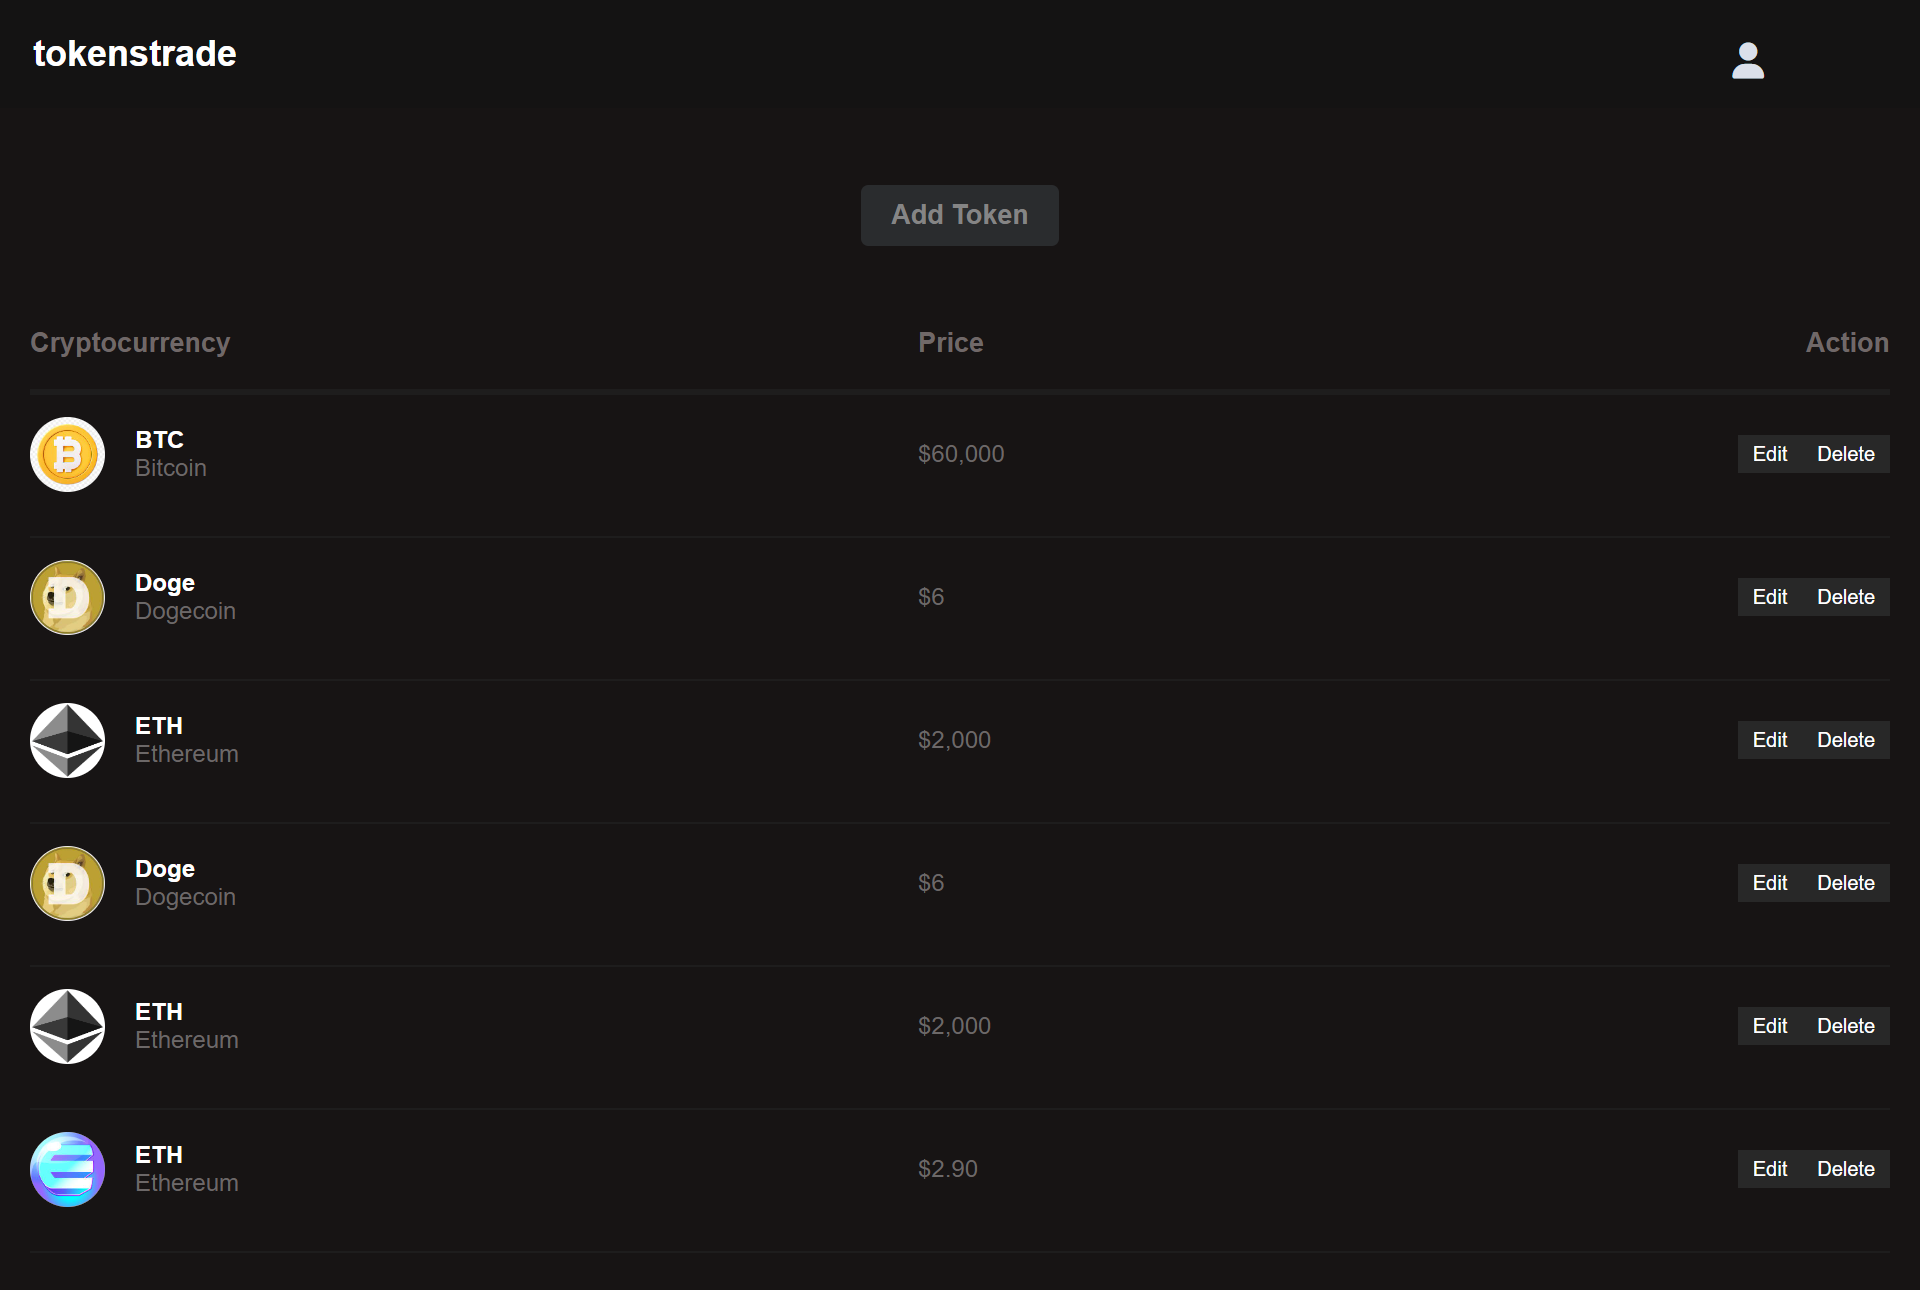 tokenstrade
Add Token
Cryptocurrency Price Action
BTC
Bitcoin
$60,000
Edit Delete
Doge
Dogecoin
$6
Edit Delete
ETH
Ethereum
$2,000
Edit Delete
Doge
Dogecoin
$6
Edit Delete
ETH
Ethereum
$2,000
Edit Delete
ETH
Ethereum
$2.90
Edit Delete